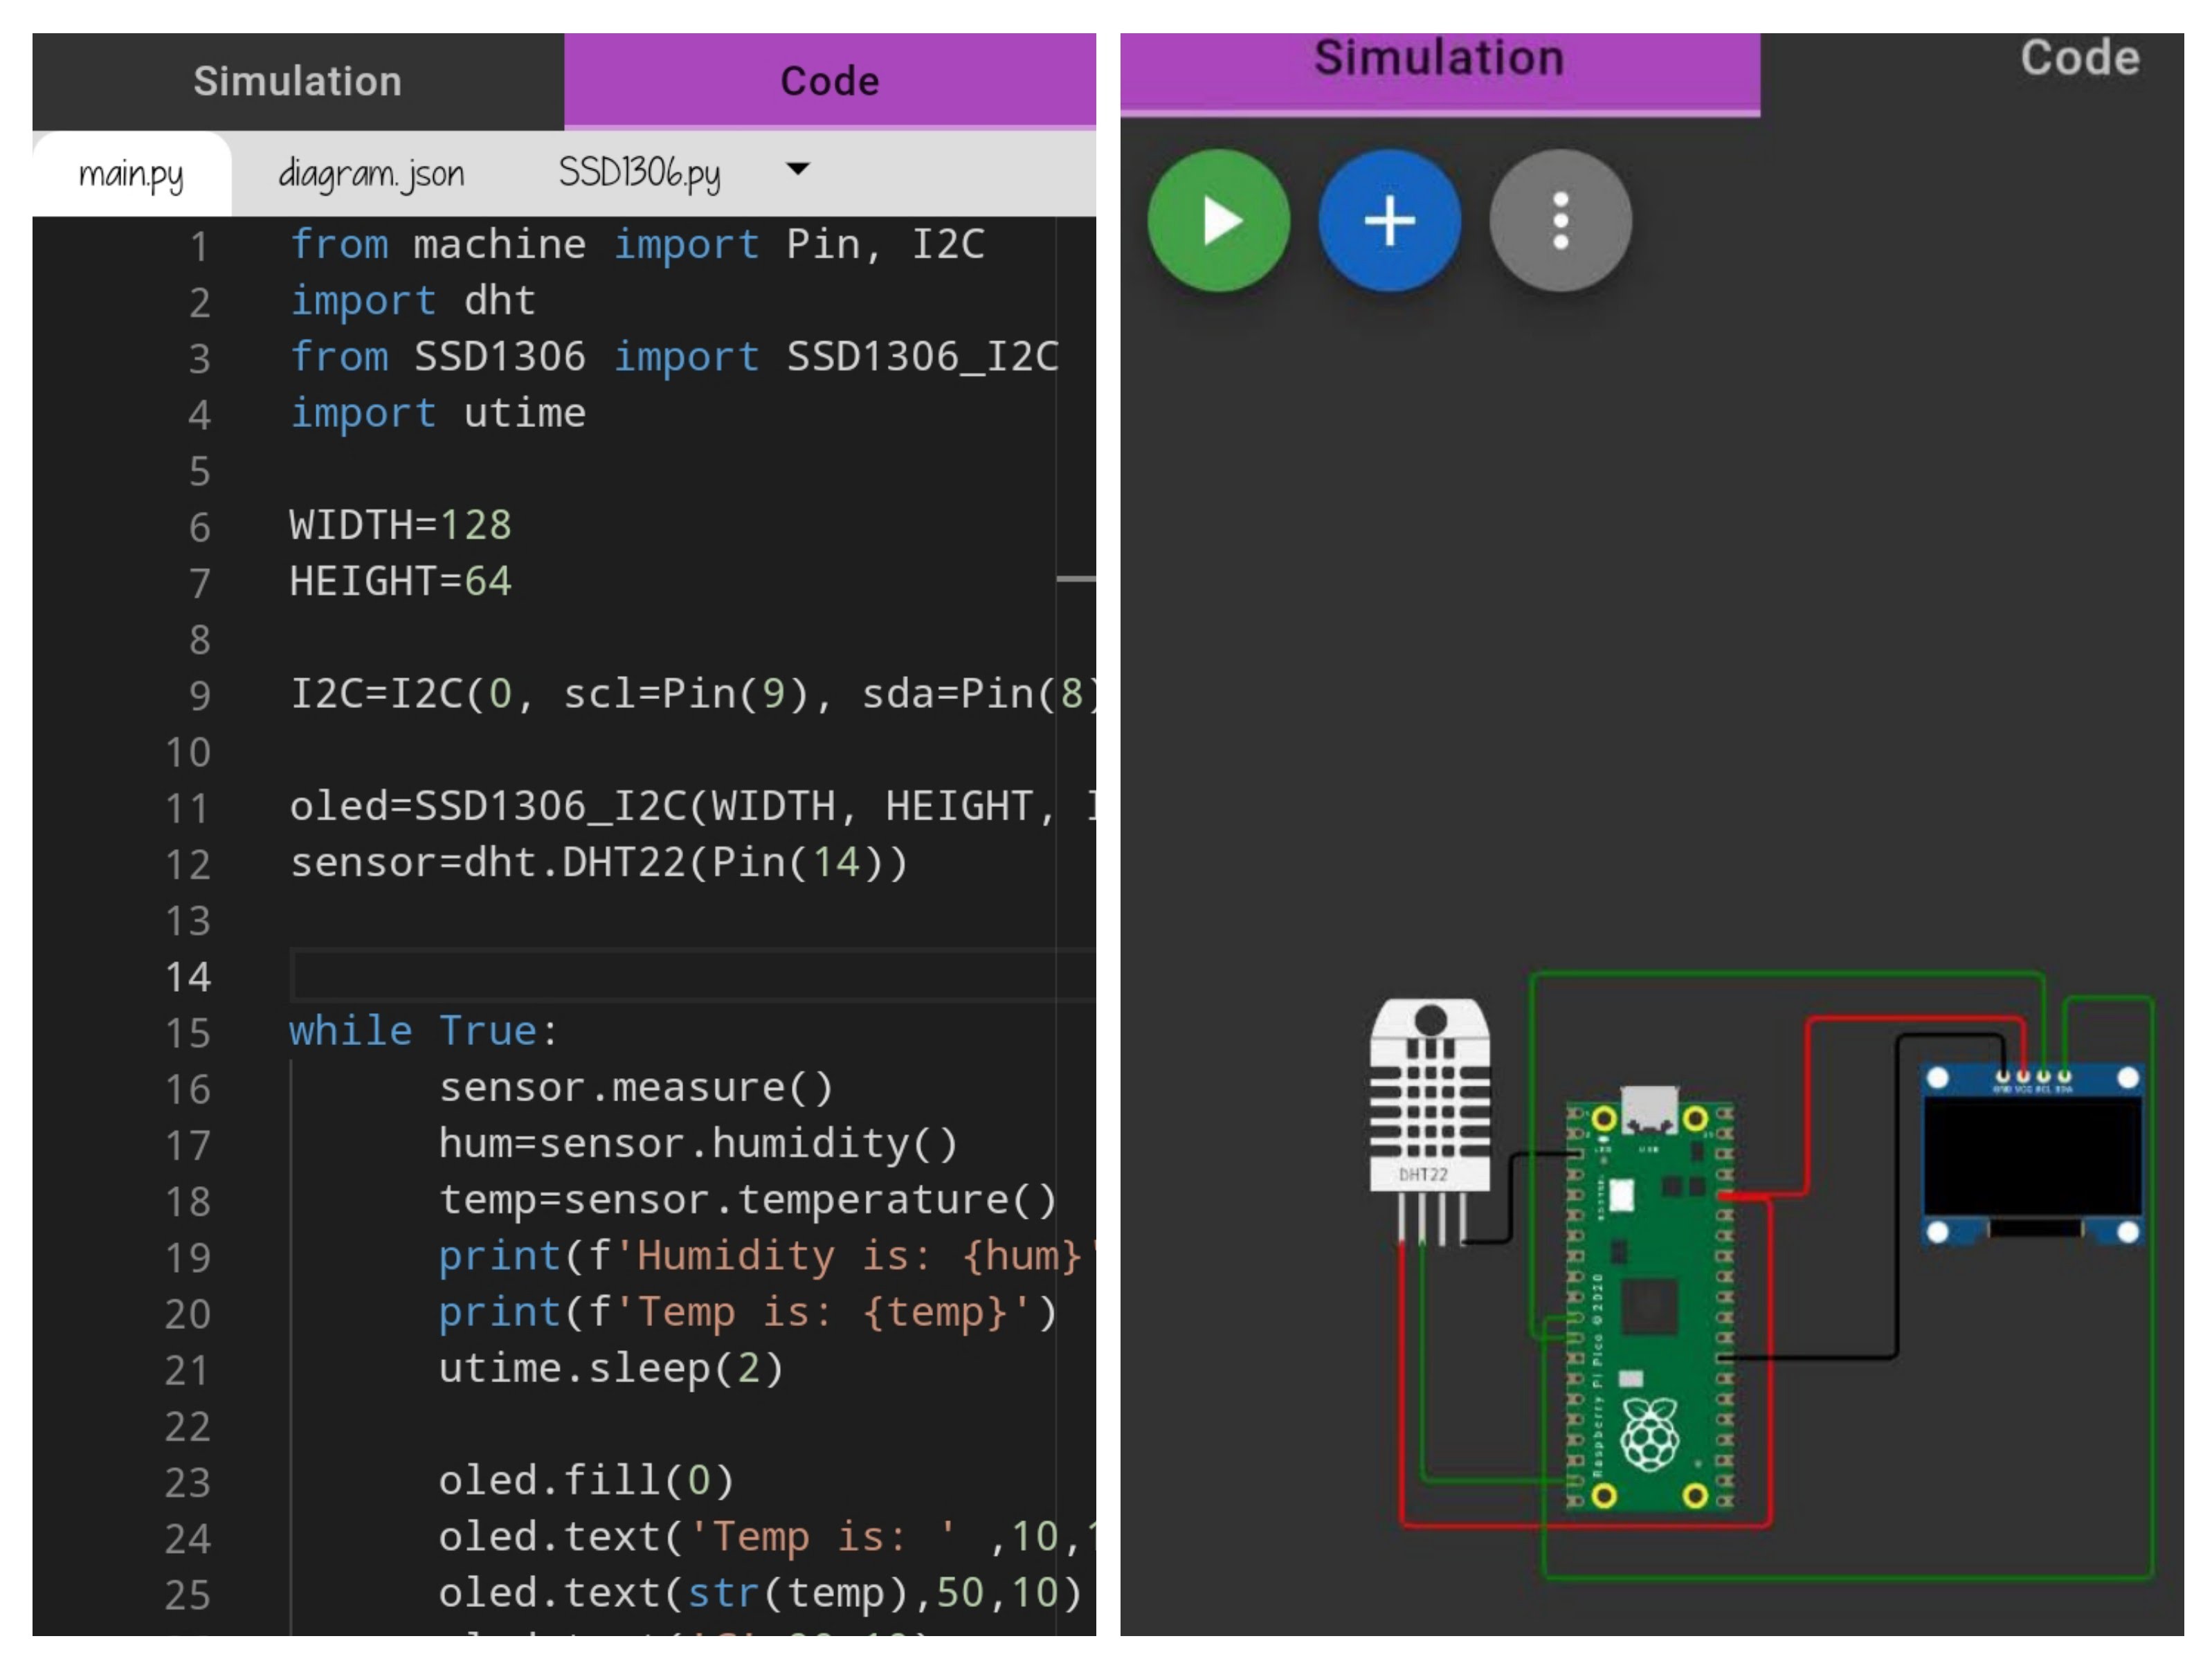 Simulation
Code
main.py
diagram.json
SSD1306.py
1 from machine import Pin, I2C
2 import dht
3 from SSD1306 import SSD1306_I2C
4 import utime
5
6 WIDTH=128
7 HEIGHT=64
8
9 I2C=I2C(0, scl=Pin(9), sda=Pin(8)
10
11 oled=SSD1306_I2C(WIDTH, HEIGHT,
12 sensor=dht.DHT22(Pin(14))
13
14
15 while True:
16 sensor.measure()
17 hum=sensor.humidity()
18 temp=sensor.temperature()
19 print(f'Humidity is: {hum}'
20 print(f'Temp is: {temp}')
21 utime.sleep(2)
22
23 oled.fill(0)
24 oled.text('Temp is: ' ,10,
25 oled.text(str(temp),50,10)
Simulation
Code
DHT22
GND VCC SCL SDA
LED
USB
BOOTSEL
Raspberry Pi Pico ©2020